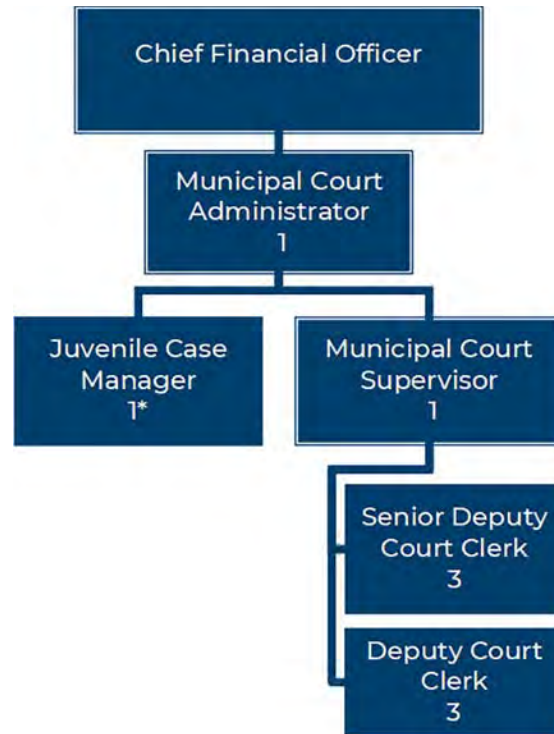 Chief Financial Officer
Municipal Court
Administrator
1
Juvenile Case
Manager
1*
Municipal Court
Supervisor
1
Senior Deputy
Court Clerk
3
Deputy Court
Clerk
3